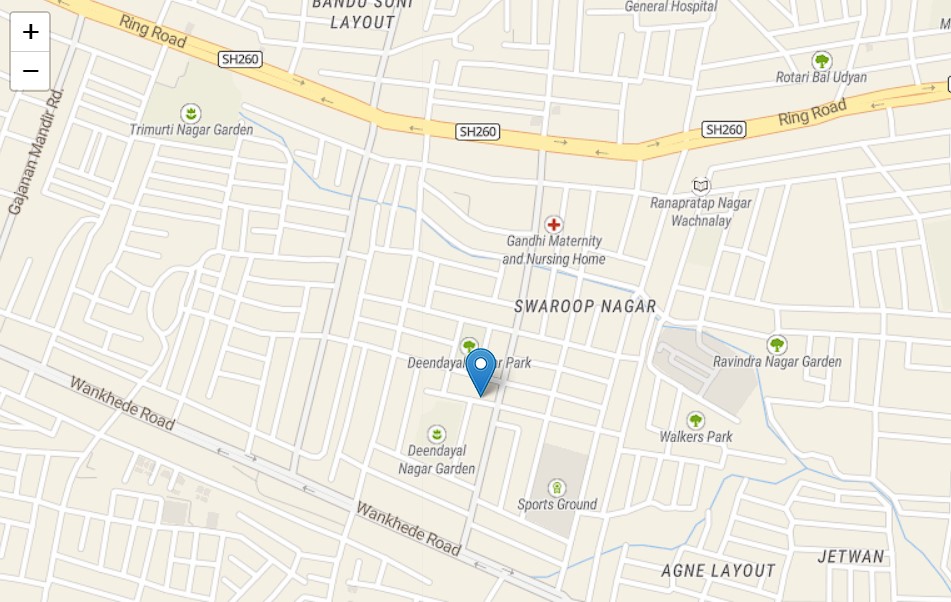 BANDU SONI
LAYOUT
General Hospital
+
Ring Road
SH260
−
Rotari Bal Udyan
Trimurti Nagar Garden
Gajanan Mandir Rd
Ring Road
SH260
SH260
Ranapratap Nagar
Wachnalay
Gandhi Maternity
and Nursing Home
SWAROOP NAGAR
Ravindra Nagar Garden
Park
Wankhede Road
Walkers Park
Deendayal
Nagar Garden
Sports Ground
Wankhede Road
AGNE LAYOUT
JETWAN